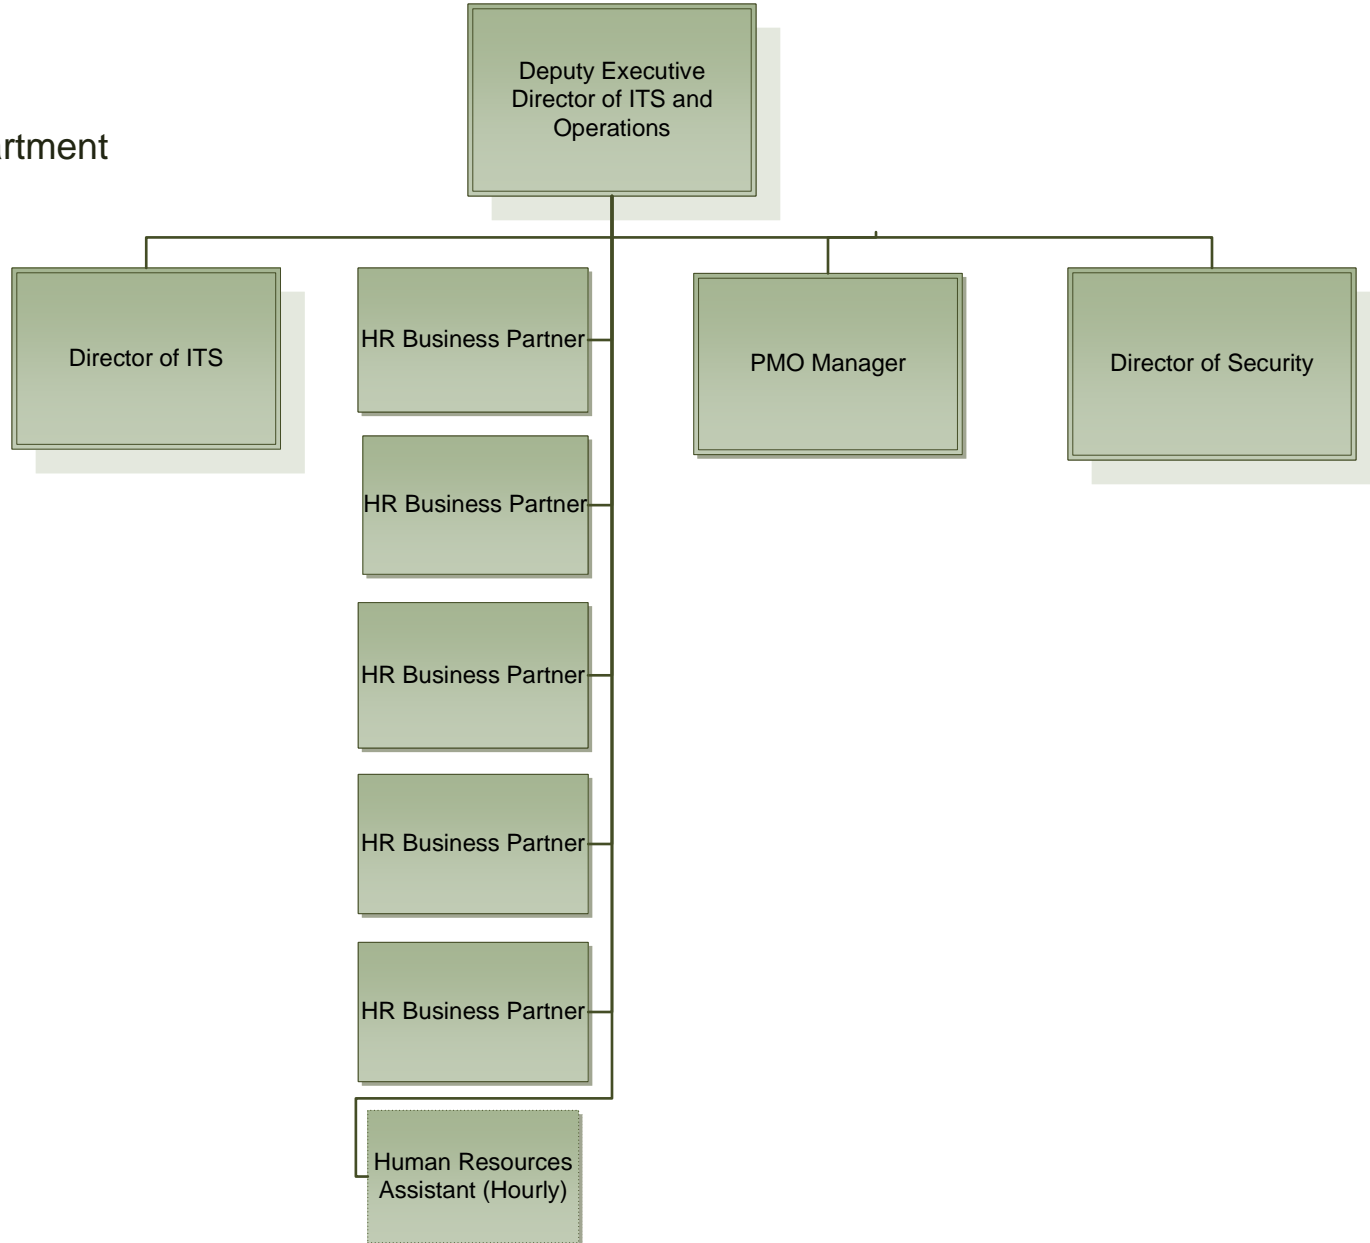 Deputy Executive
Director of ITS and
Operations
artment
Director of ITS
HR Business Partner
PMO Manager
Director of Security
HR Business Partner
HR Business Partner
HR Business Partner
HR Business Partner
Human Resources
Assistant (Hourly)